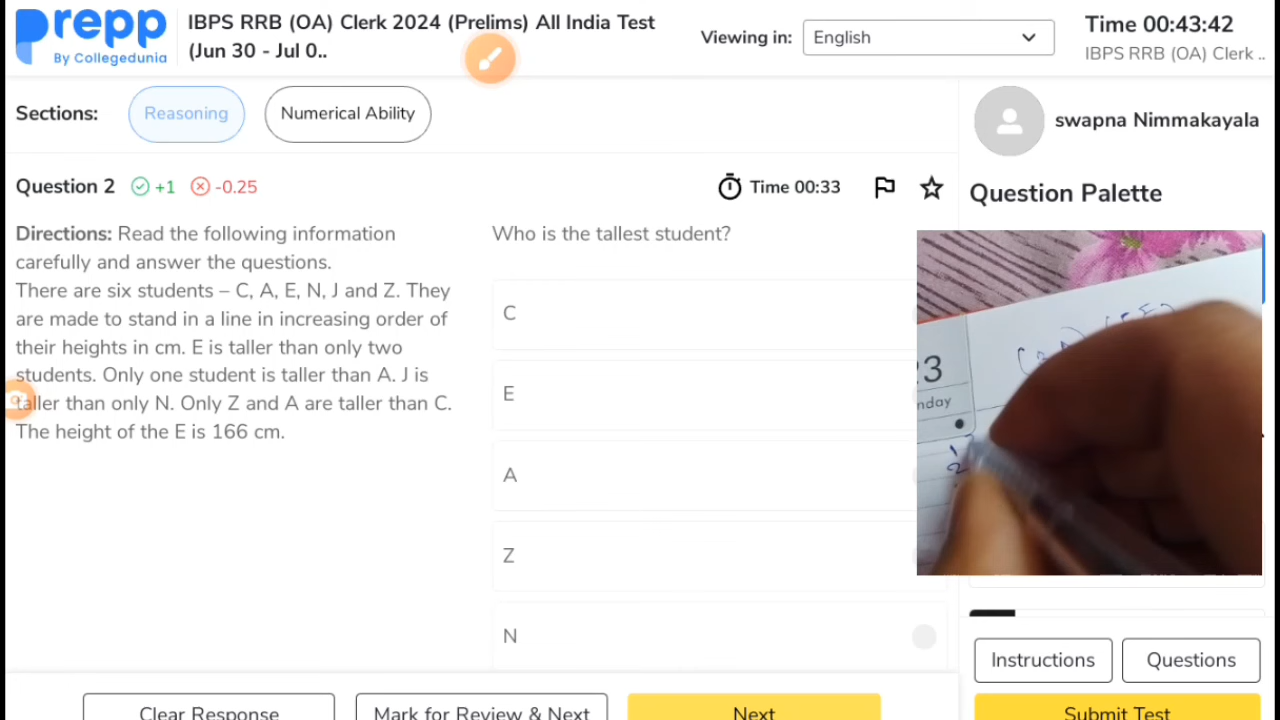 prepp
By Collegedunia
IBPS RRB (OA) Clerk 2024 (Prelims) All India Test
(Jun 30 - Jul 0..
Viewing in:
English
Time 00:43:42
IBPS RRB (OA) Clerk ..
Sections:
Reasoning
Numerical Ability
swapna Nimmakayala
Question 2
+1
-0.25
Time 00:33
Question Palette
Directions: Read the following information
carefully and answer the questions.
There are six students – C, A, E, N, J and Z. They
are made to stand in a line in increasing order of
their heights in cm. E is taller than only two
students. Only one student is taller than A. J is
taller than only N. Only Z and A are taller than C.
The height of the E is 166 cm.
Who is the tallest student?
C
E
A
Z
N
23
nday
Instructions
Questions
Clear Response
Mark for Review & Next
Next
Submit Test